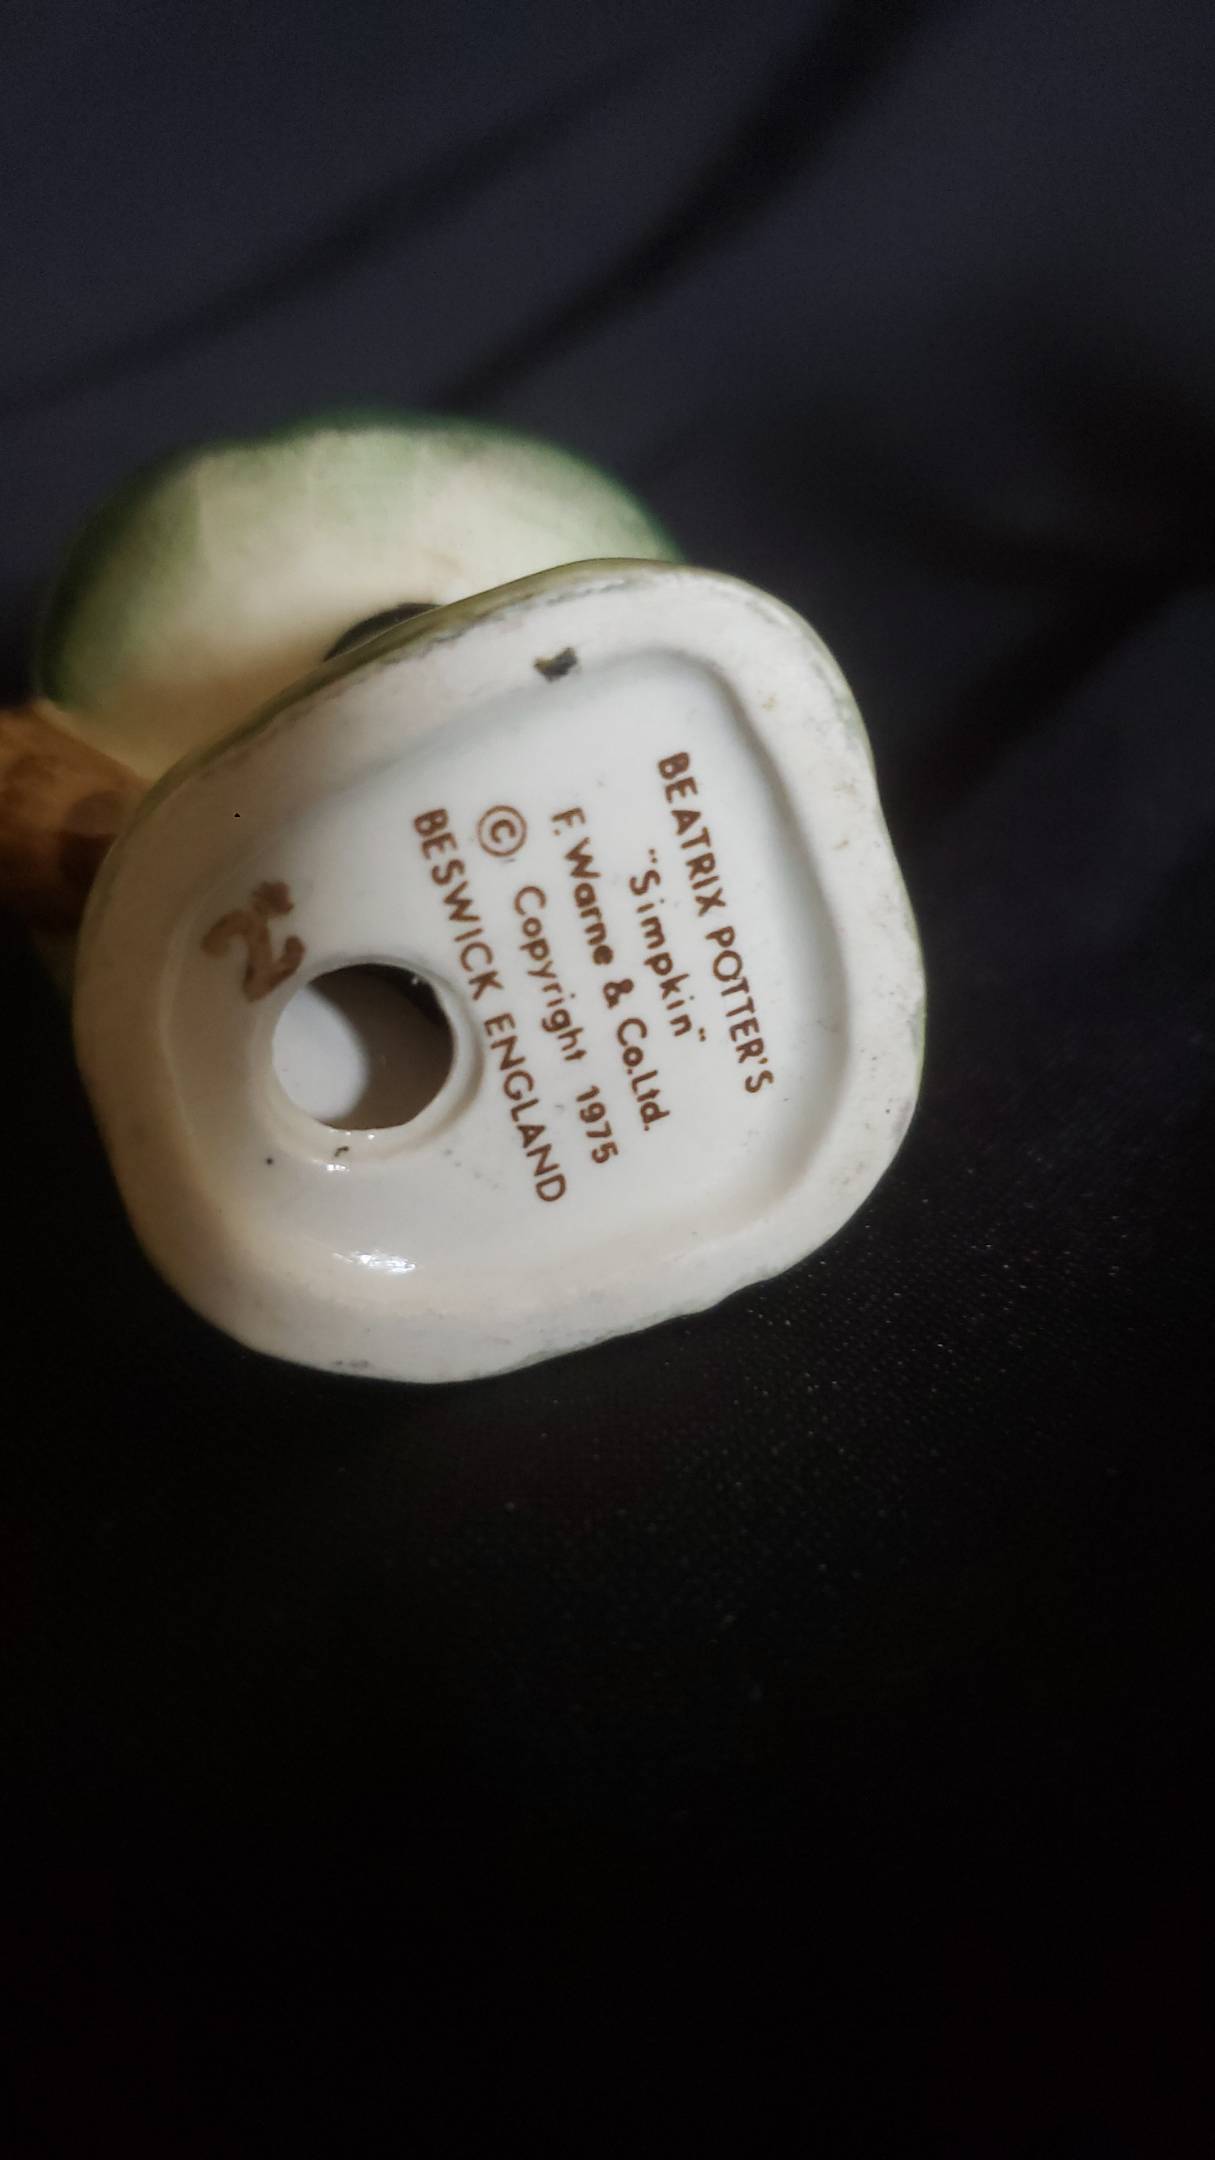 BEATRIX POTTER'S
"Simpkin"
F. Warne & Co.Ltd.
© Copyright 1975
BESWICK ENGLAND